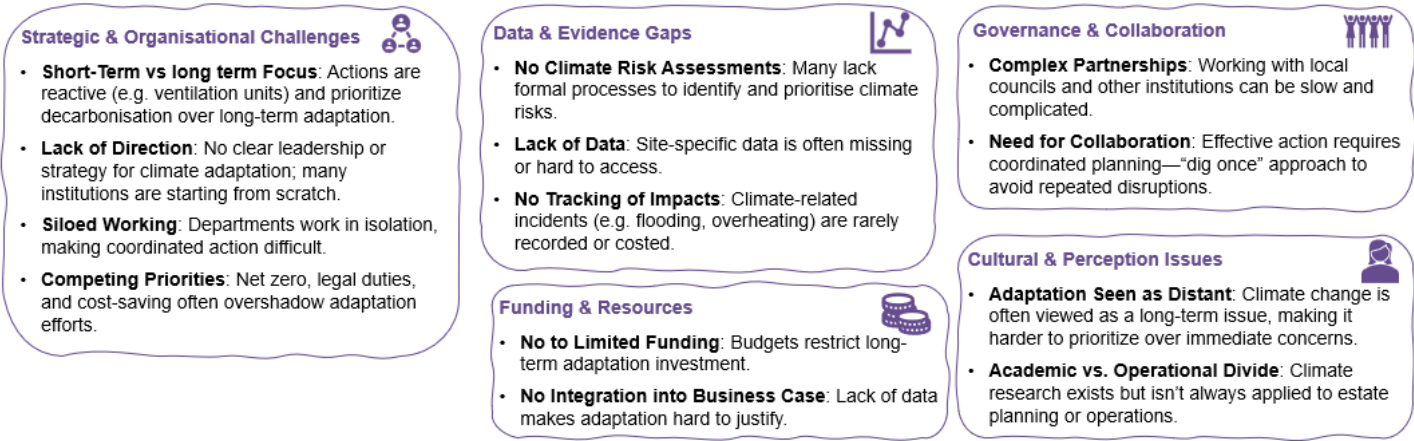 Strategic & Organisational Challenges
• Short-Term vs long term Focus: Actions are
reactive (e.g. ventilation units) and prioritize
decarbonisation over long-term adaptation.
• Lack of Direction: No clear leadership or
strategy for climate adaptation; many
institutions are starting from scratch.
• Siloed Working: Departments work in isolation,
making coordinated action difficult.
• Competing Priorities: Net zero, legal duties,
and cost-saving often overshadow adaptation
efforts.
Data & Evidence Gaps
• No Climate Risk Assessments: Many lack
formal processes to identify and prioritise climate
risks.
• Lack of Data: Site-specific data is often missing
or hard to access.
• No Tracking of Impacts: Climate-related
incidents (e.g. flooding, overheating) are rarely
recorded or costed.
Funding & Resources
• No to Limited Funding: Budgets restrict long-
term adaptation investment.
• No Integration into Business Case: Lack of data
makes adaptation hard to justify.
Governance & Collaboration
• Complex Partnerships: Working with local
councils and other institutions can be slow and
complicated.
• Need for Collaboration: Effective action requires
coordinated planning—“dig once” approach to
avoid repeated disruptions.
Cultural & Perception Issues
• Adaptation Seen as Distant: Climate change is
often viewed as a long-term issue, making it
harder to prioritize over immediate concerns.
• Academic vs. Operational Divide: Climate
research exists but isn’t always applied to estate
planning or operations.